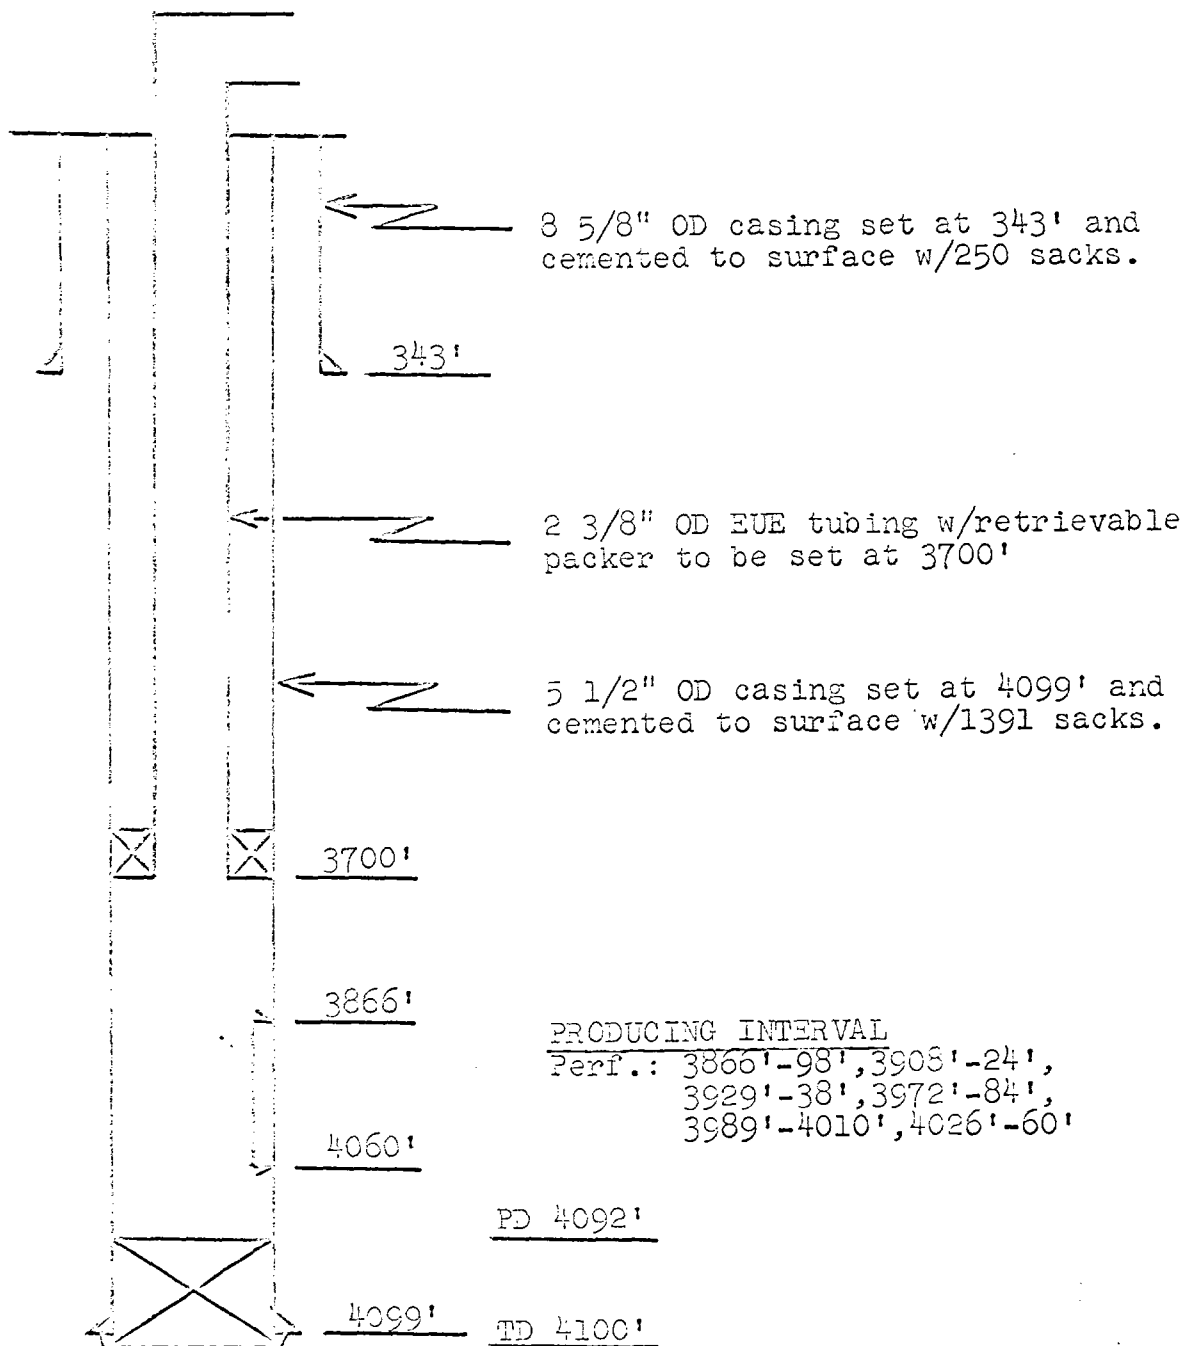 8 5/8" OD casing set at 343' and
cemented to surface w/250 sacks.
343'
2 3/8" OD EUE tubing w/retrievable
packer to be set at 3700'
5 1/2" OD casing set at 4099' and
cemented to surface w/1391 sacks.
3700'
3866'
PRODUCING INTERVAL
Perf.: 3866'-98',3908'-24',
3929'-38',3972'-84',
3989'-4010',4026'-60'
4060'
PD 4092'
4099'
TD 4100'